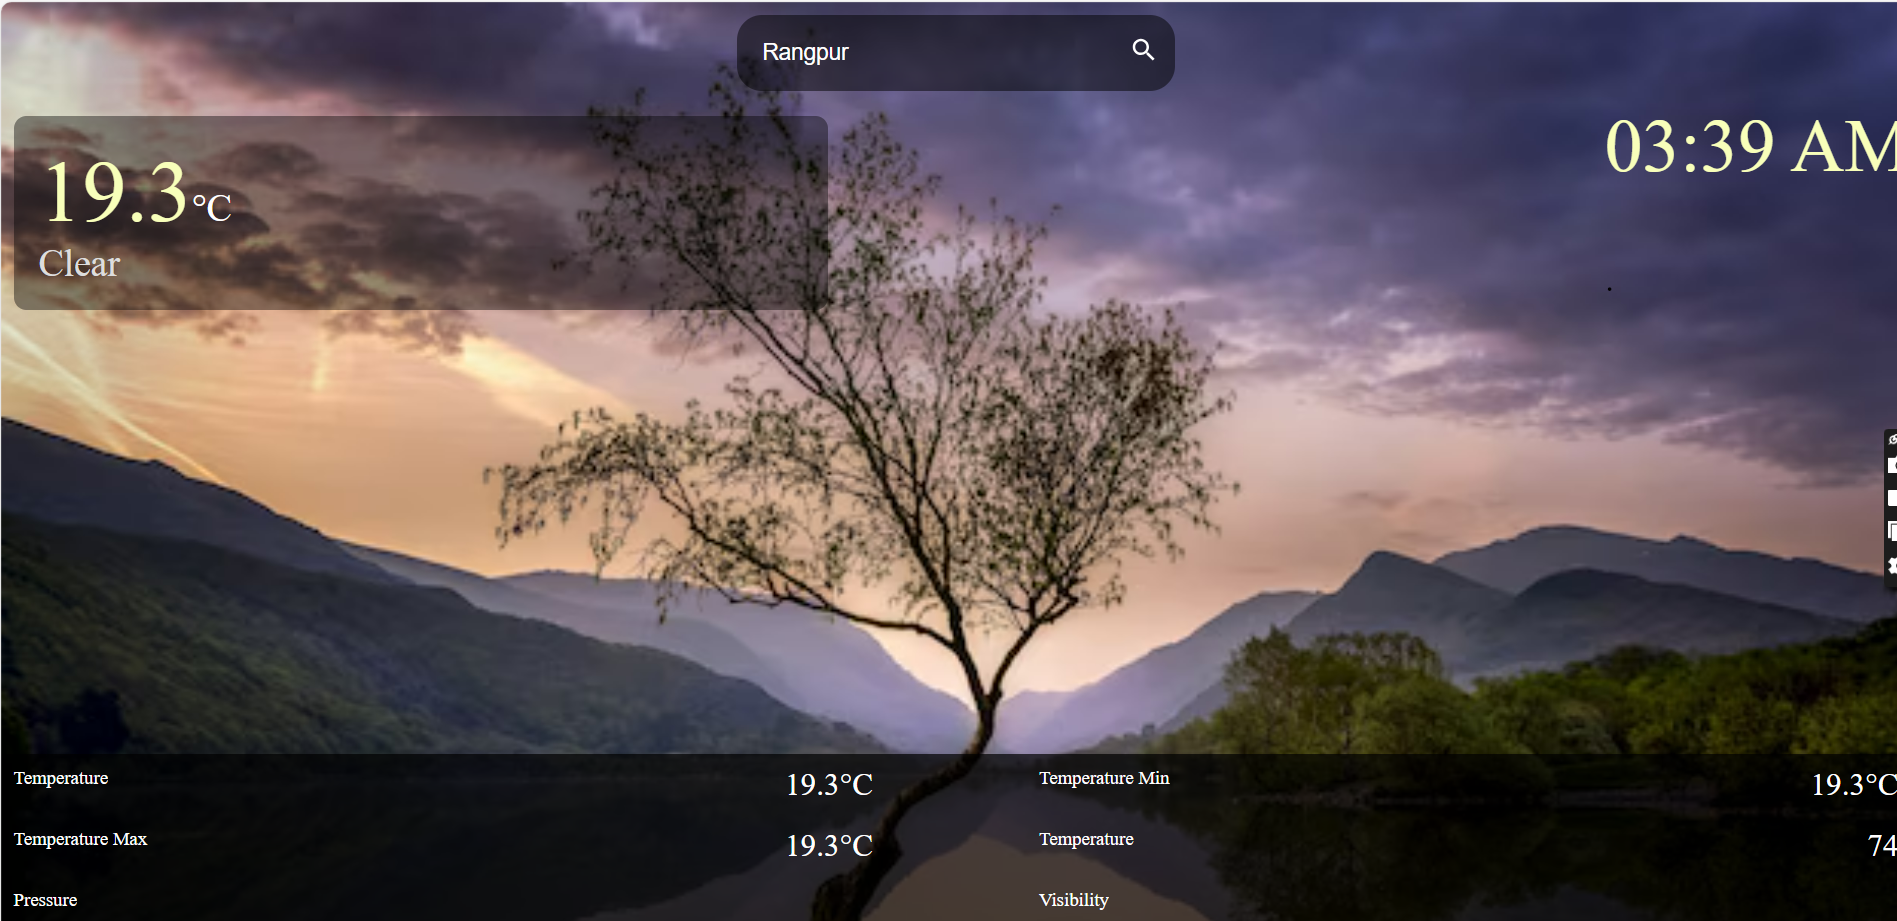 Rangpur
03:39 AM
19.3°C
Clear
Temperature 19.3°C Temperature Min 19.3°C
Temperature Max 19.3°C Temperature 74
Pressure Visibility